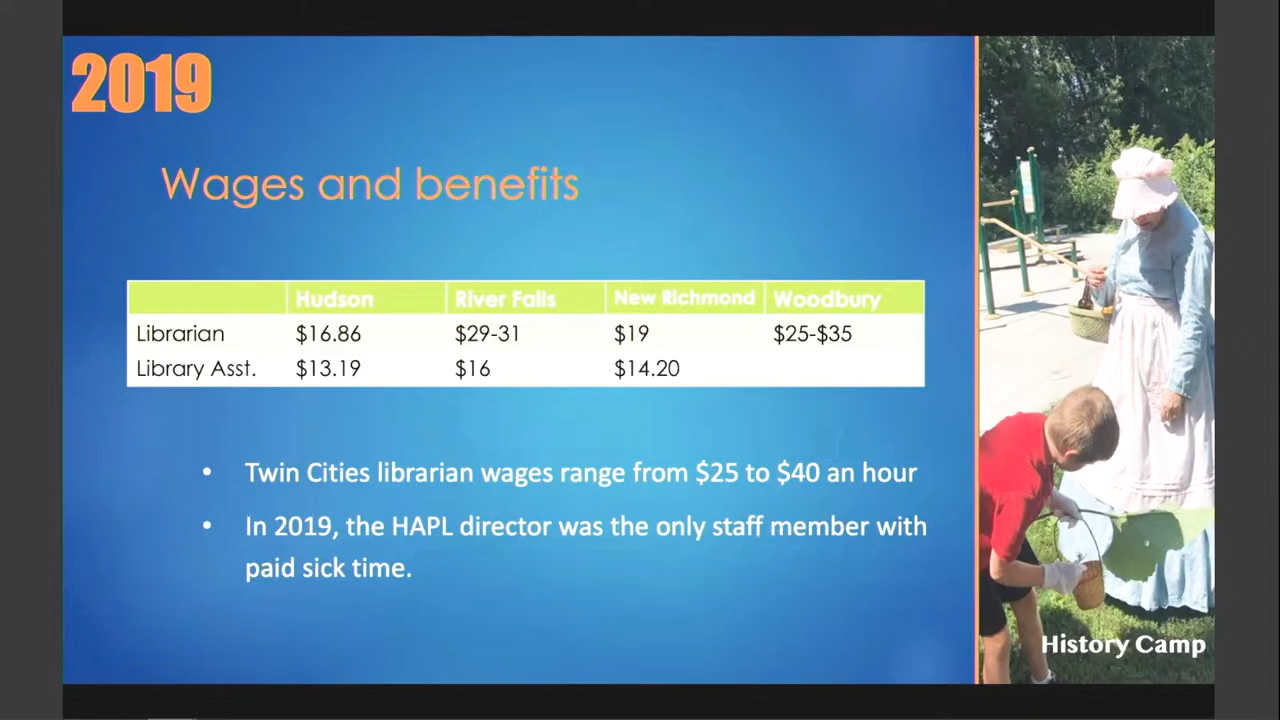 2019
Wages and benefits
Hudson River Falls New Richmond Woodbury
Librarian $16.86 $29-31 $19 $25-$35
Library Asst. $13.19 $16 $14.20
• Twin Cities librarian wages range from $25 to $40 an hour
• In 2019, the HAPL director was the only staff member with
paid sick time.
History Camp